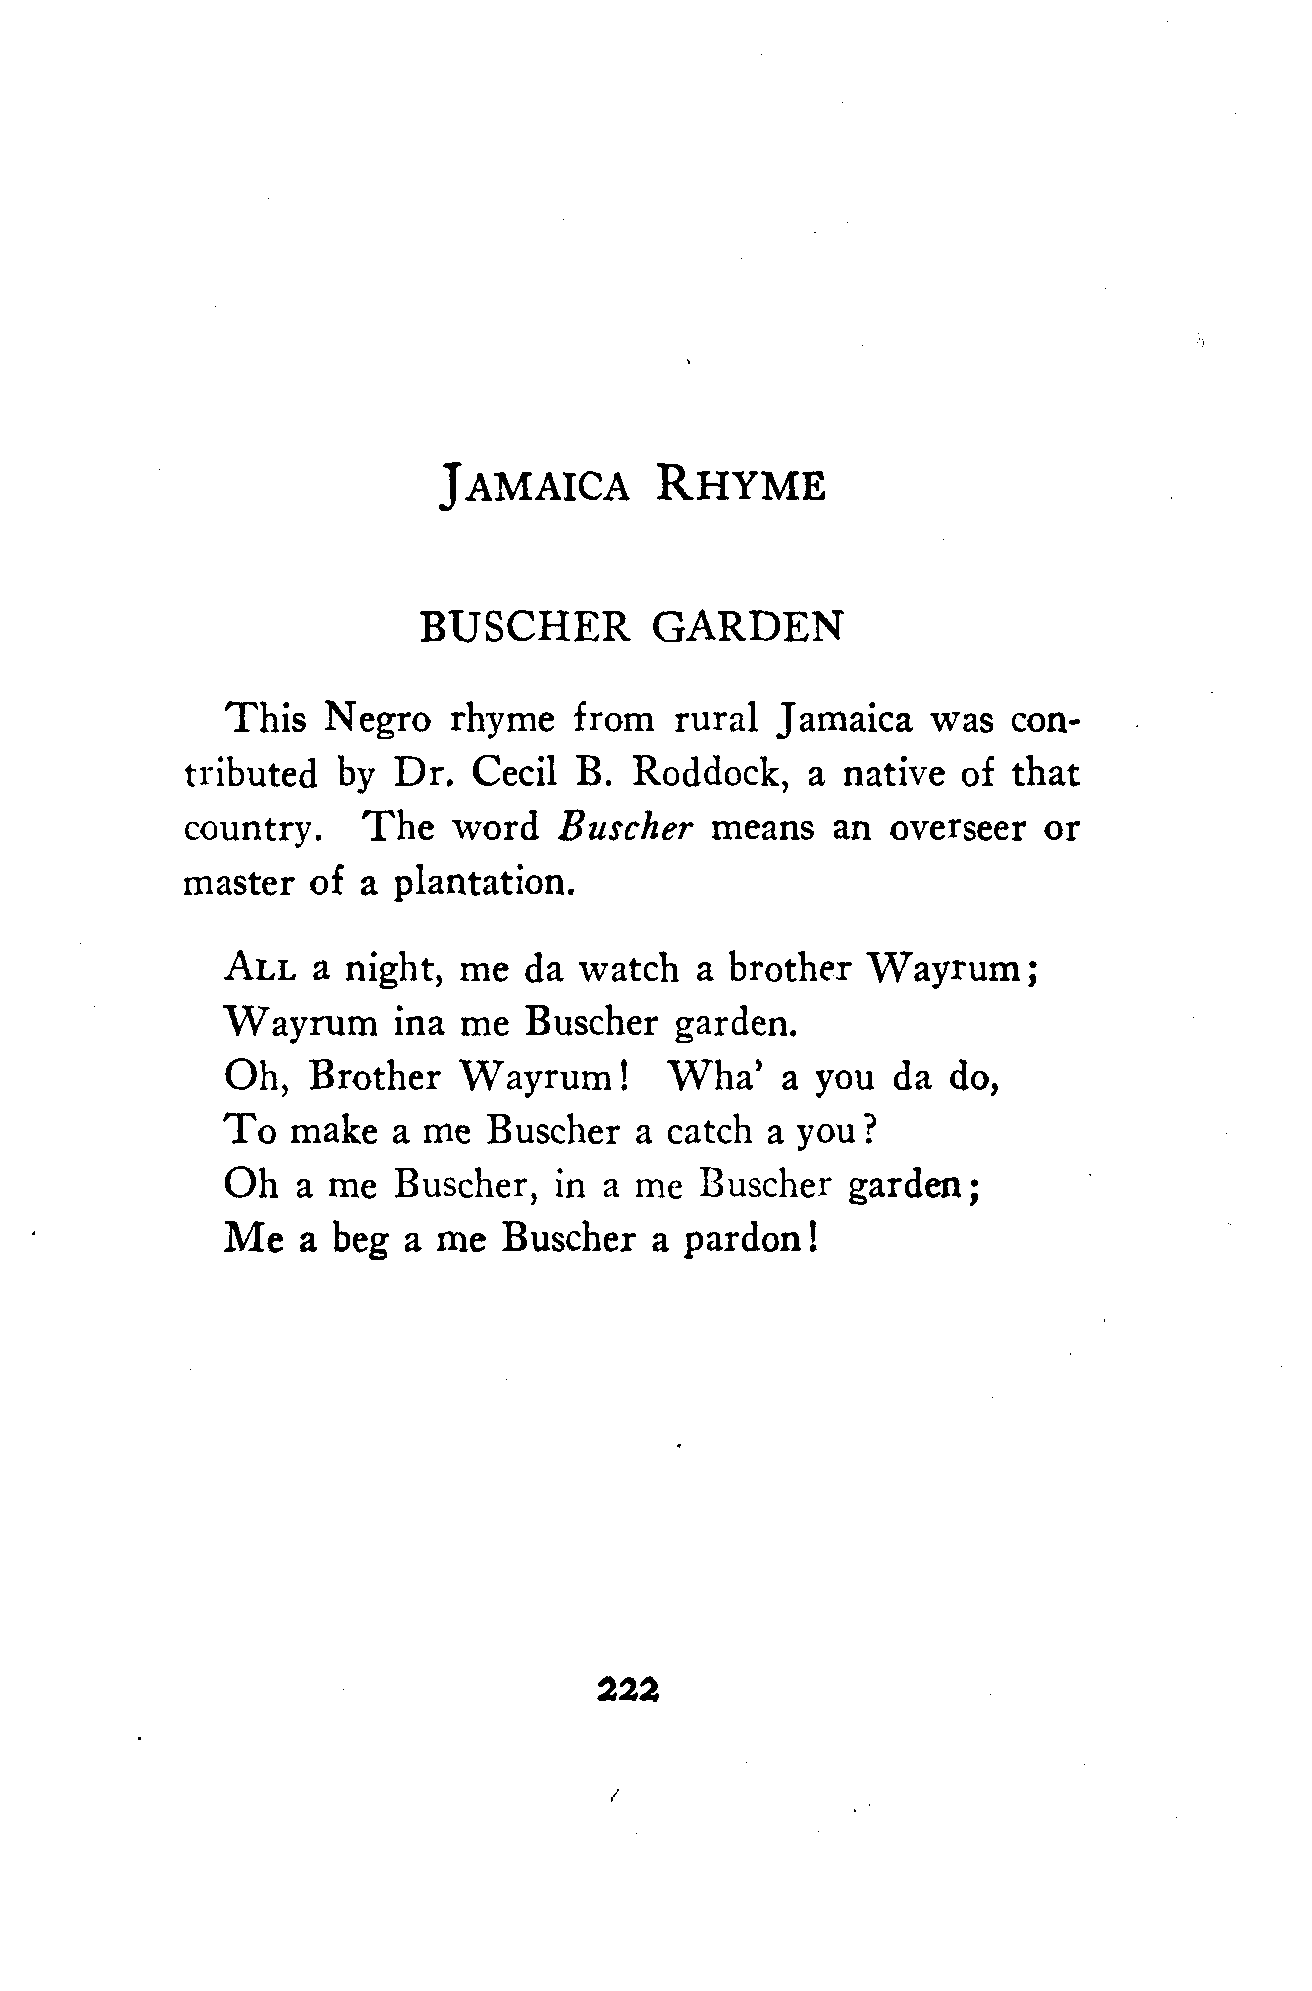 JAMAICA RHYME
BUSCHER GARDEN
This Negro rhyme from rural Jamaica was con-
tributed by Dr. Cecil B. Roddock, a native of that
country. The word Buscher means an overseer or
master of a plantation.
ALL a night, me da watch a brother Wayrum;
Wayrum ina me Buscher garden.
Oh, Brother Wayrum! Wha' a you da do,
To make a me Buscher a catch a you?
Oh a me Buscher, in a me Buscher garden;
Me a beg a me Buscher a pardon!
222